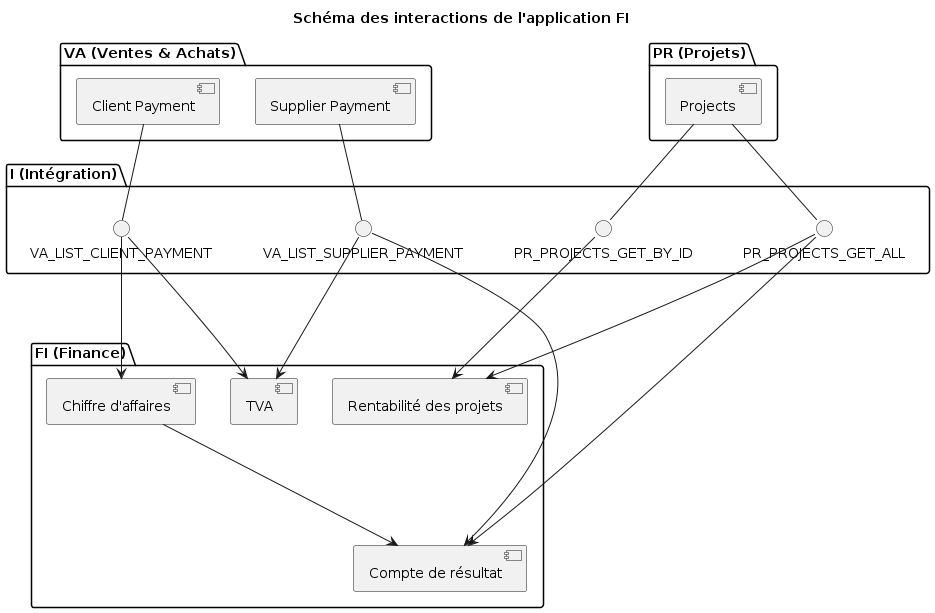 Schéma des interactions de l'application FI
VA (Ventes & Achats)
PR (Projets)
Client Payment
Supplier Payment
Projects
I (Intégration)
VA_LIST_CLIENT_PAYMENT
VA_LIST_SUPPLIER_PAYMENT
PR_PROJECTS_GET_BY_ID
PR_PROJECTS_GET_ALL
FI (Finance)
Chiffre d'affaires
TVA
Rentabilité des projets
Compte de résultat